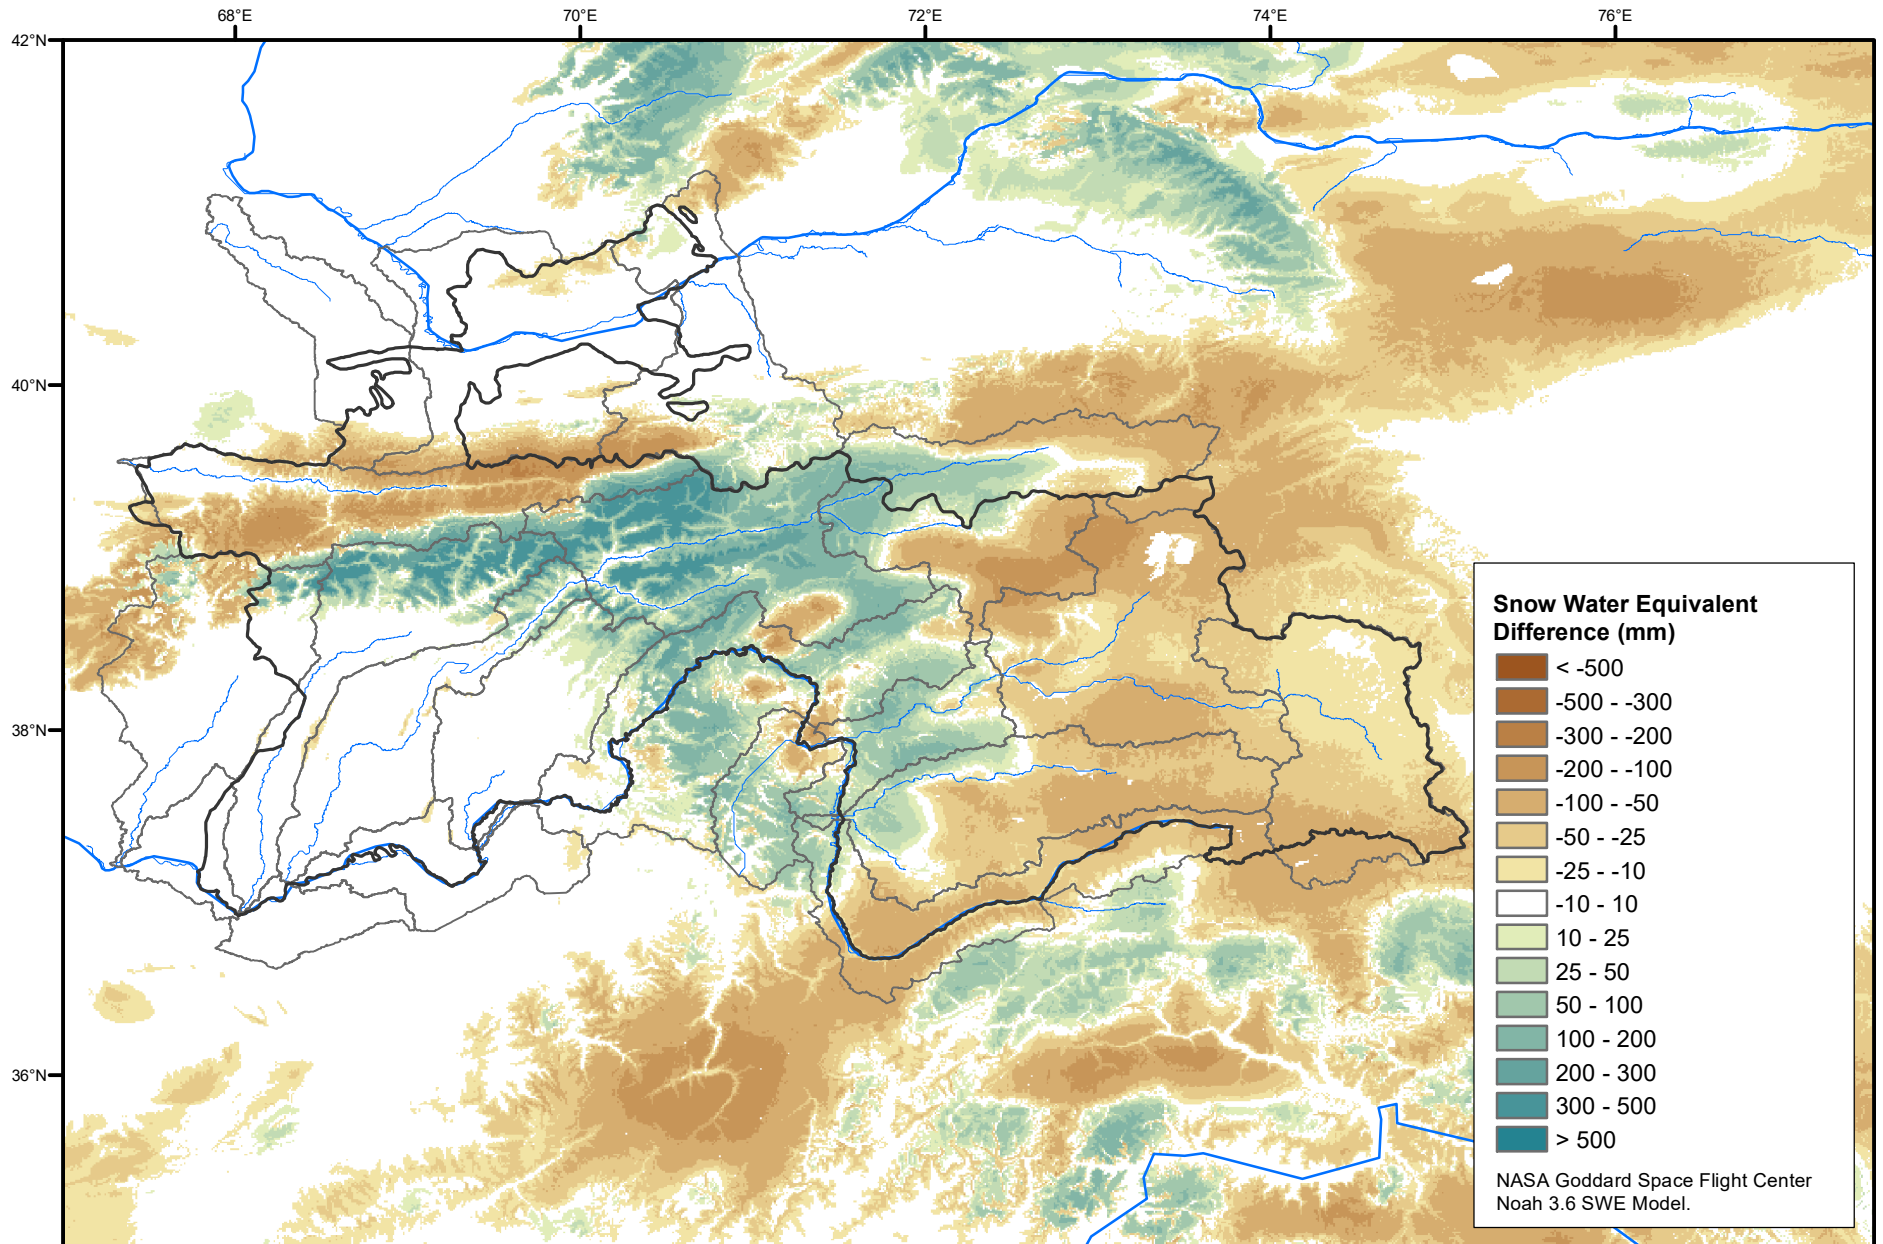 68°E 70°E 72°E 74°E 76°E
42°N
40°N
38°N
36°N
Snow Water Equivalent
Difference (mm)
< -500
-500 - -300
-300 - -200
-200 - -100
-100 - -50
-50 - -25
-25 - -10
-10 - 10
10 - 25
25 - 50
50 - 100
100 - 200
200 - 300
300 - 500
> 500
NASA Goddard Space Flight Center
Noah 3.6 SWE Model.